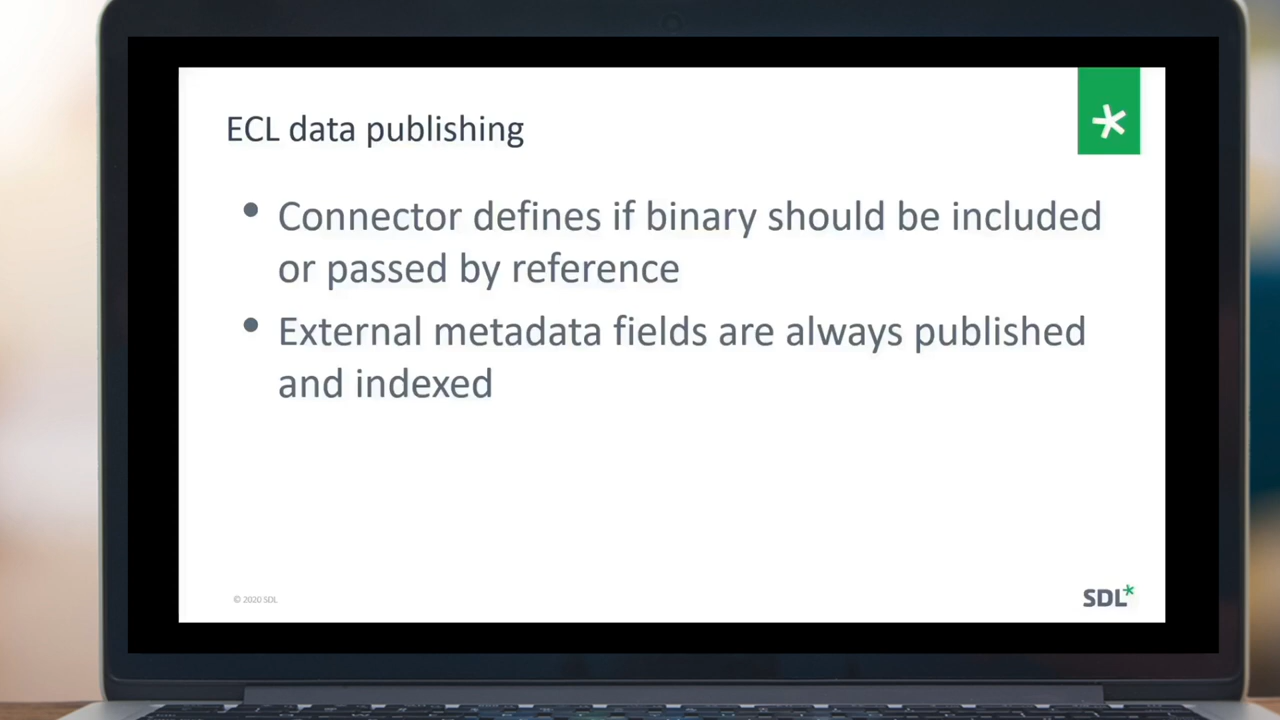 ECL data publishing
• Connector defines if binary should be included
or passed by reference
• External metadata fields are always published
and indexed
© 2020 SDL
SDL*